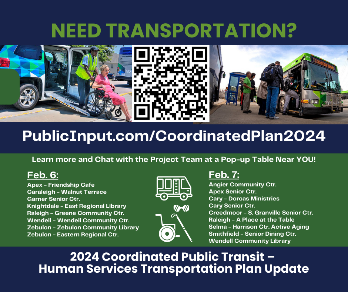 NEED TRANSPORTATION?
PublicInput.com/CoordinatedPlan2024
Learn more and Chat with the Project Team at a Pop-up Table Near YOU!
Feb. 6:
Apex - Friendship Cafe
Garaleigh - Walnut Terrace
Garner Senior Ctr.
Knightdale - East Regional Library
Raleigh - Greene Community Ctr.
Wendell - Wendell Community Ctr.
Zebulon - Zebulon Community Library
Zebulon - Eastern Regional Ctr.
Feb. 7:
Angier Community Ctr.
Apex Senior Ctr.
Cary - Dorcas Ministries
Cary Senior Ctr.
Creedmoor - S. Granville Senior Ctr.
Raleigh - A Place at the Table
Selma - Harrison Ctr. Active Aging
Smithfield - Senior Dining Ctr.
Wendell Community Library
2024 Coordinated Public Transit –
Human Services Transportation Plan Update